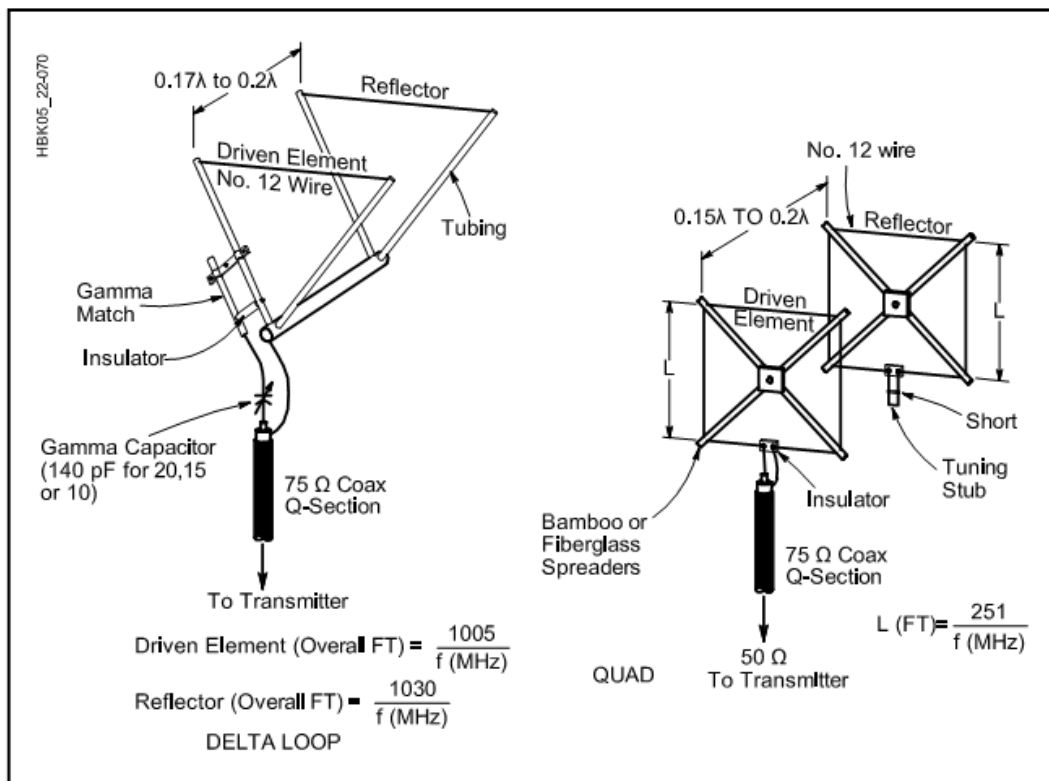 HBK05_22-070
0.17λ to 0.2λ
Reflector
Driven Element
No. 12 Wire
Tubing
Gamma
Match
Insulator
Gamma Capacitor
(140 pF for 20,15
or 10)
75 Ω Coax
Q-Section
To Transmitter
Driven Element (Overall FT) = 1005
f (MHz)
Reflector (Overall FT) = 1030
f (MHz)
DELTA LOOP
No. 12 wire
0.15λ TO 0.2λ
Reflector
Driven
Element
L
L
Short
Tuning
Stub
Insulator
Bamboo or
Fiberglass
Spreaders
75 Ω Coax
Q-Section
L (FT)= 251
f (MHz)
QUAD
50 Ω
To Transmitter